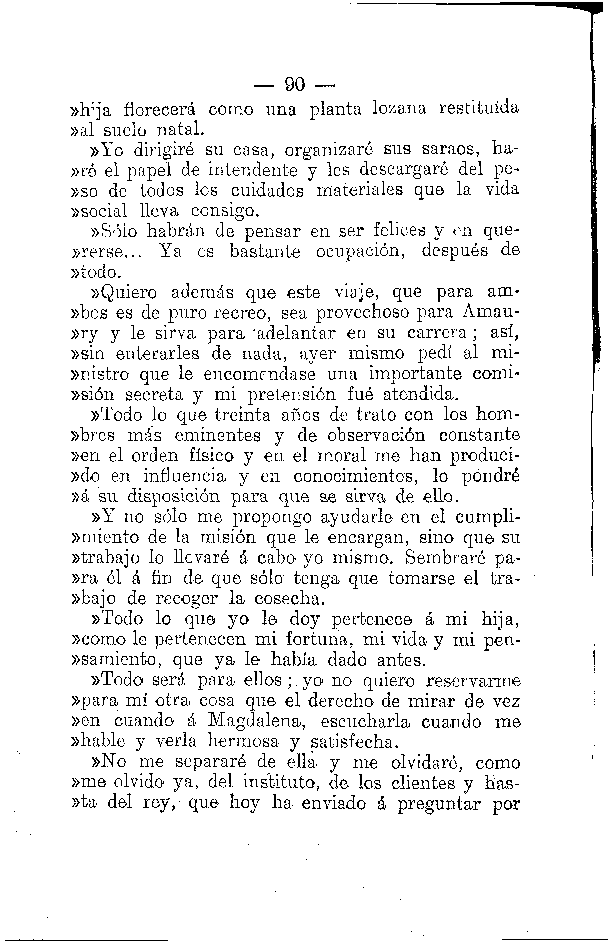 — 90 —
»hija florecerá como una planta lozana restituída
»al suelo natal.
»Yo dirigiré su casa, organizaré sus saraos, ha-
»ré el papel de intendente y les descargaré del pe-
»so de todos los cuidados materiales que la vida
»social lleva consigo.
»Sólo habrán de pensar en ser felices y en que-
»rerse... Ya es bastante ocupación, después de
»todo.
»Quiero además que este viaje, que para am-
»bos es de puro recreo, sea provechoso para Amau-
»ry y le sirva para adelantar en su carrera; así,
»sin enterarles de nada, ayer mismo pedí al mi-
»nistro que le encomendase una importante comi-
»sión secreta y mi pretensión fué atendida.
»Todo lo que treinta años de trato con los hom-
»bres más eminentes y de observación constante
»en el orden físico y en el moral me han produci-
»do en influencia y en conocimientos, lo pondré
»á su disposición para que se sirva de ello.
»Y no sólo me propongo ayudarle en el cumpli-
»miento de la misión que le encargan, sino que su
»trabajo lo llevaré á cabo yo mismo. Sembraré pa-
»ra él á fin de que sólo tenga que tomarse el tra-
»bajo de recoger la cosecha.
»Todo lo que yo le doy pertenece á mi hija,
»como le pertenecen mi fortuna, mi vida y mi pen-
»samiento, que ya le había dado antes.
»Todo será para ellos; yo no quiero reservarme
»para mí otra cosa que el derecho de mirar de vez
»en cuando á Magdalena, escucharla cuando me
»hable y verla hermosa y satisfecha.
»No me separaré de ella y me olvidaré, como
»me olvido ya, del instituto, de los clientes y has-
»ta del rey, que hoy ha enviado á preguntar por